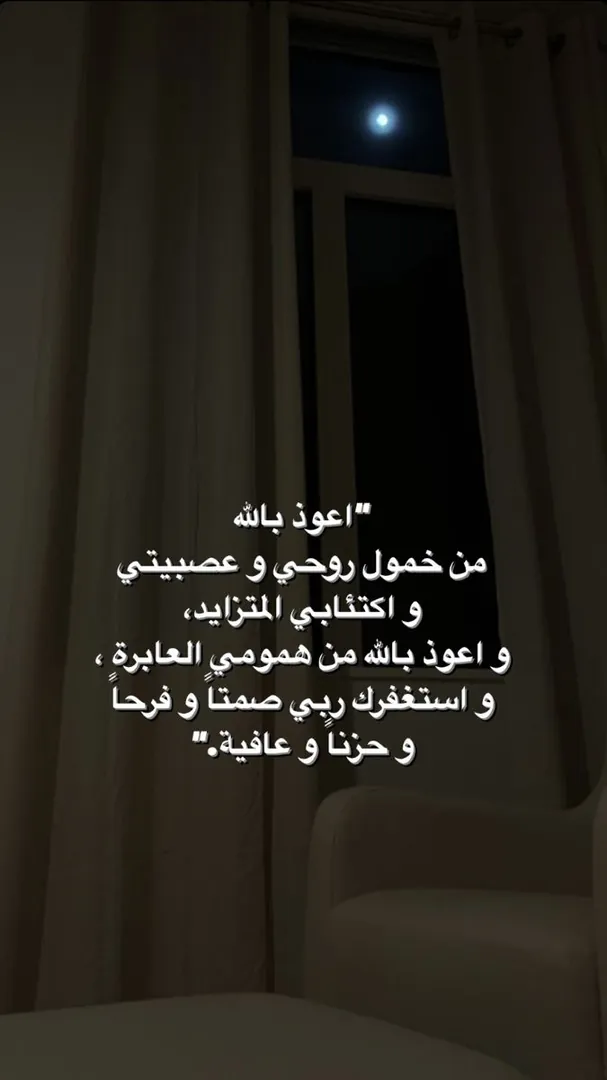 "اعوذ بالله
من خمول روحي و عصبيتي
و اكتئابي المتزايد،
و اعوذ بالله من همومي العابرة ،
و استغفرك ربي صمتاً و فرحاً
و حزناً و عافية."